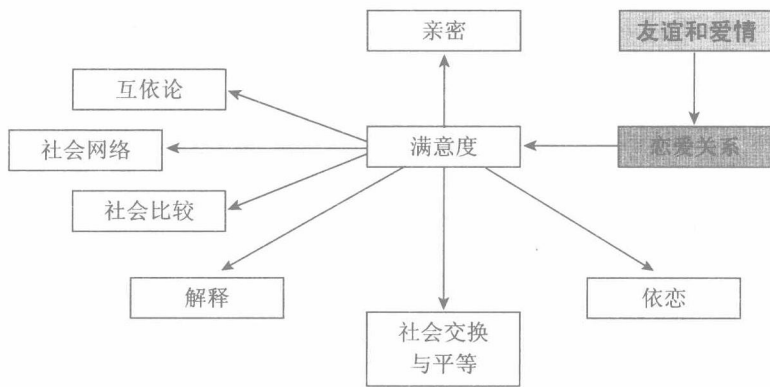 亲密
友谊和爱情
互依论
社会网络
满意度
恋爱关系
社会比较
解释
依恋
社会交换
与平等